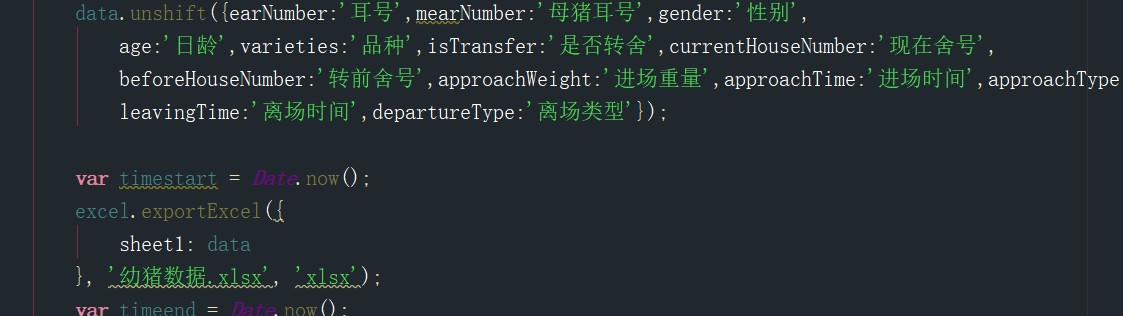 data.unshift({earNumber:'耳号',mearNumber:'母猪耳号',gender:'性别',
age:'日龄',varieties:'品种',isTransfer:'是否转舍',currentHouseNumber:'现在舍号',
beforeHouseNumber:'转前舍号',approachWeight:'进场重量',approachTime:'进场时间',approachType
leavingTime:'离场时间',departureType:'离场类型'});
var timestart = Date.now();
excel.exportExcel({
sheet1: data
}, '幼猪数据.xlsx', 'xlsx');
var timeend = Date.now();